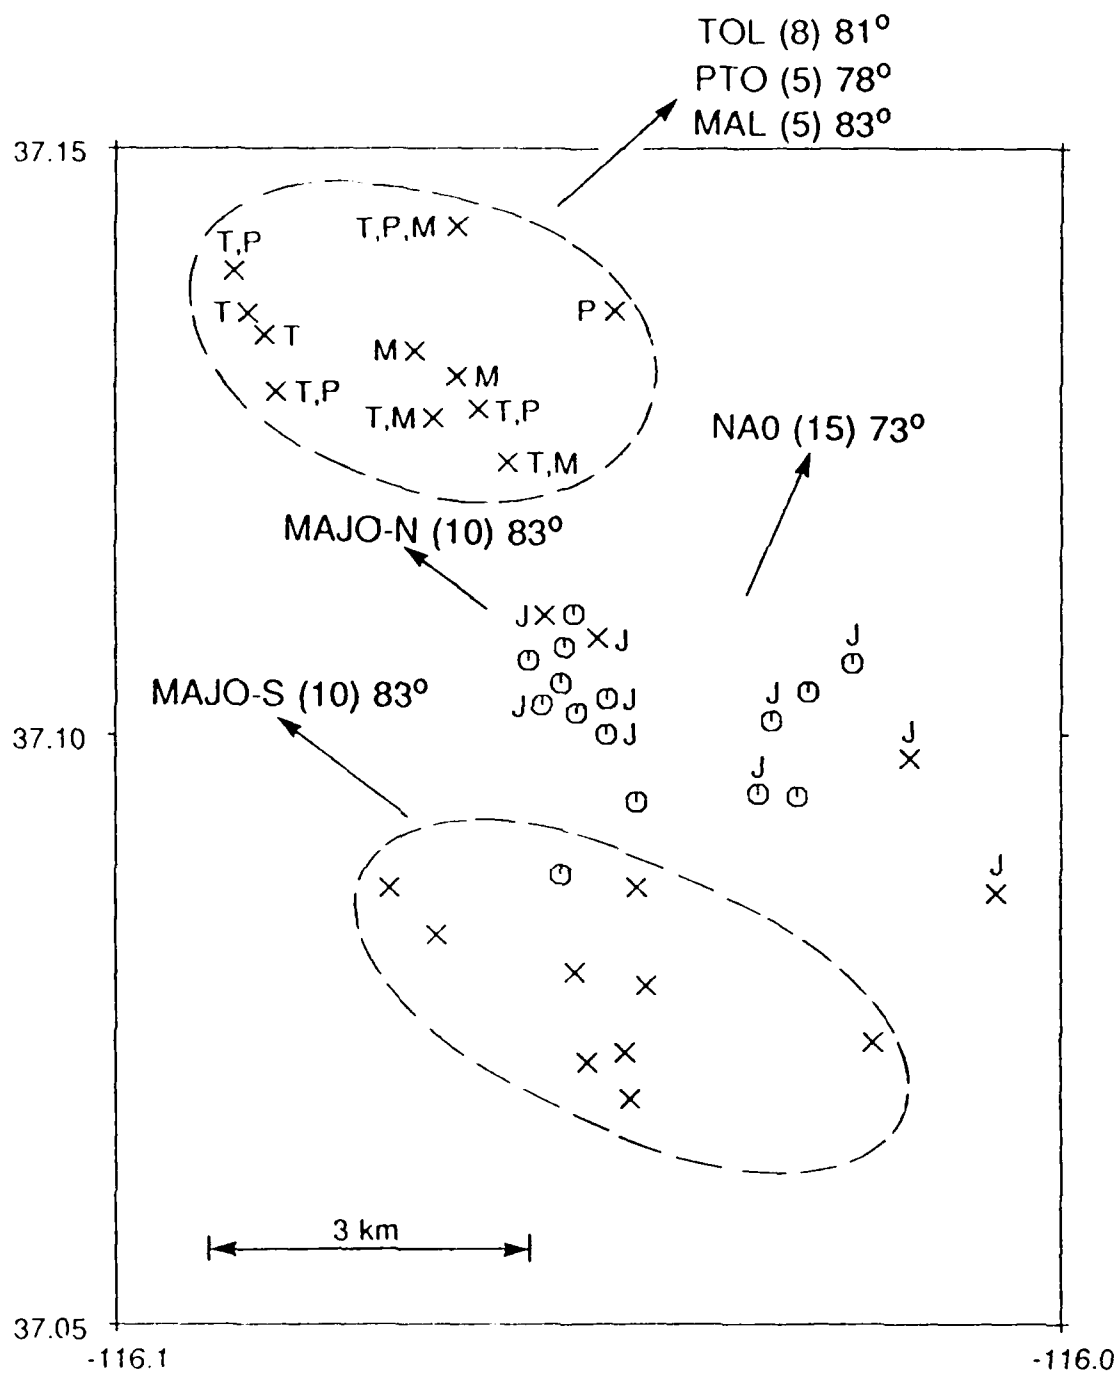 TOL (8) 81°
PTO (5) 78°
MAL (5) 83°
37.15
T,P,M
T,P
P
T
T
M
M
T,P
T,P
T,M
NA0 (15) 73°
T,M
MAJO-N (10) 83°
J
J
J
MAJO-S (10) 83°
J
J
J
J
37.10
J
J
J
3 km
37.05
-116.1
-116.0